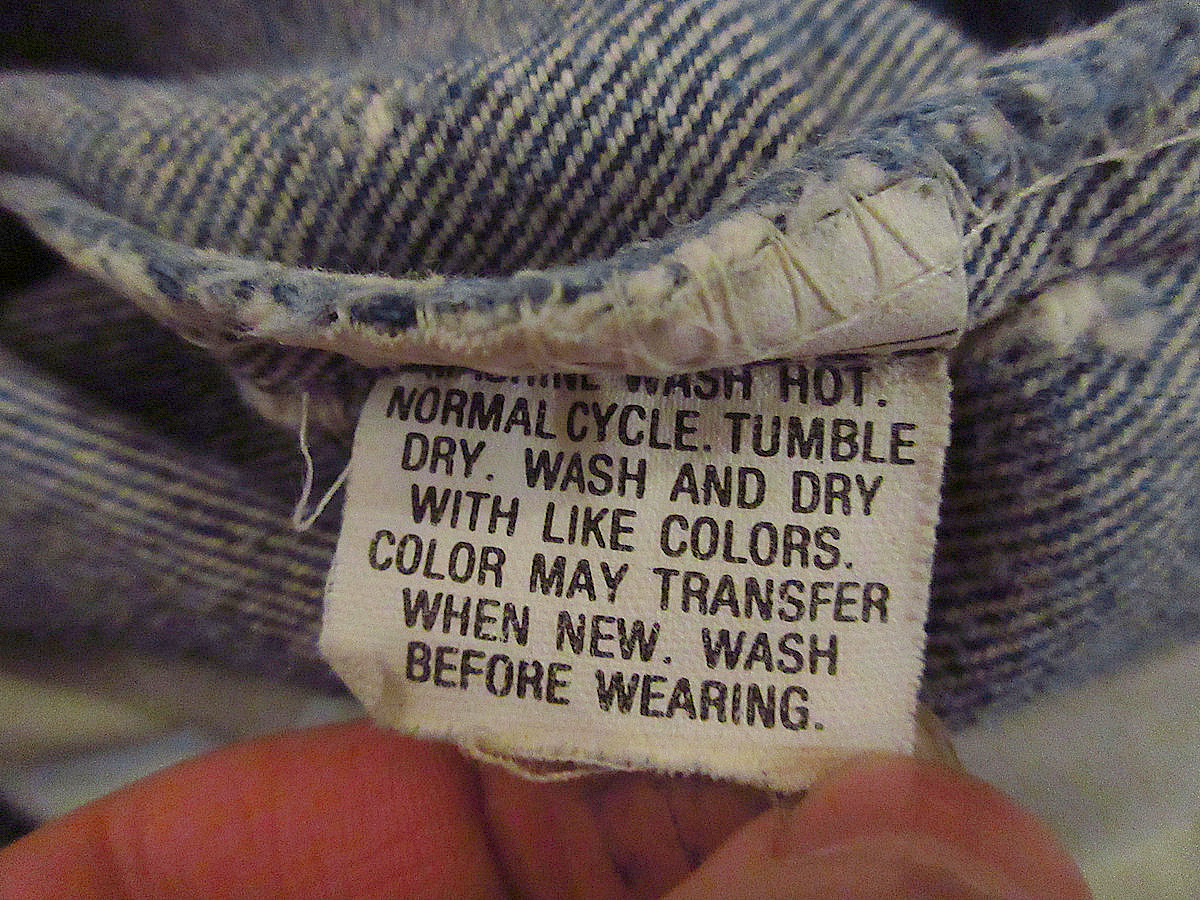 MACHINE WASH HOT.
NORMAL CYCLE. TUMBLE
DRY. WASH AND DRY
WITH LIKE COLORS.
COLOR MAY TRANSFER
WHEN NEW. WASH
BEFORE WEARING.